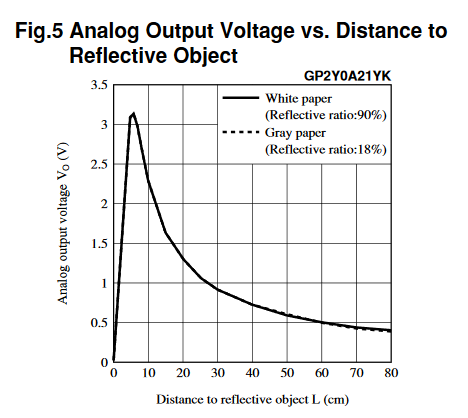 Fig.5 Analog Output Voltage vs. Distance to
Reflective Object
GP2Y0A21YK
White paper
(Reflective ratio:90%)
Gray paper
(Reflective ratio:18%)
Analog output voltage VO (V)
3.5
3
2.5
2
1.5
1
0.5
0
0 10 20 30 40 50 60 70 80
Distance to reflective object L (cm)